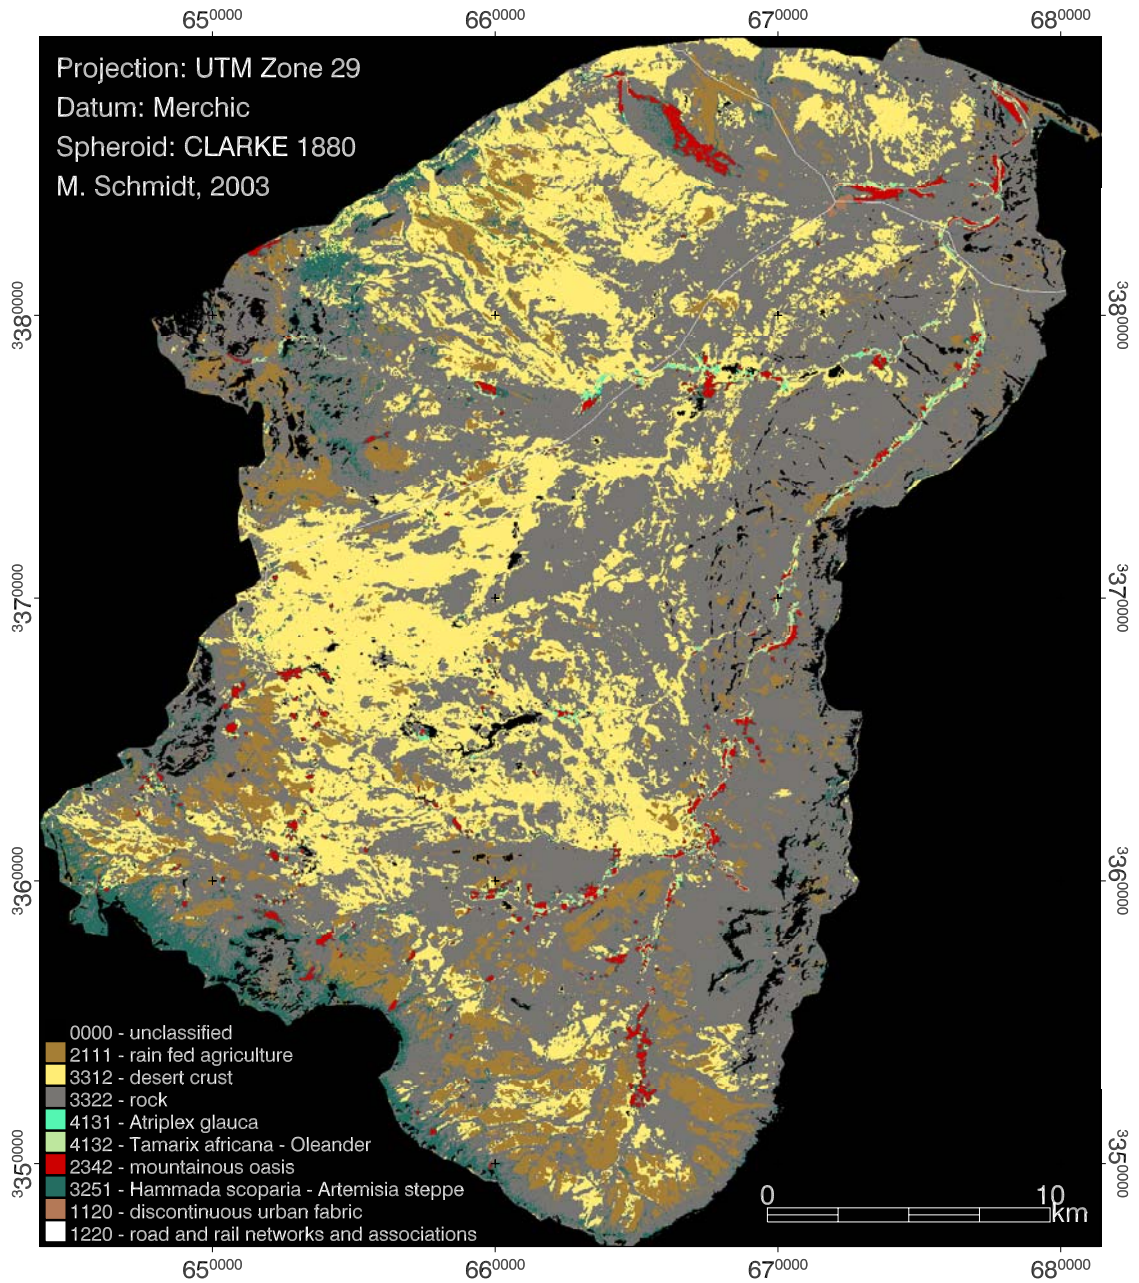 650000 660000 670000 680000
Projection: UTM Zone 29
Datum: Merchic
Spheroid: CLARKE 1880
M. Schmidt, 2003
3380000 3380000
3370000 3370000
3360000 3360000
3350000 3350000
0000 - unclassified
2111 - rain fed agriculture
3312 - desert crust
3322 - rock
4131 - Atriplex glauca
4132 - Tamarix africana - Oleander
2342 - mountainous oasis
3251 - Hammada scoparia - Artemisia steppe
1120 - discontinuous urban fabric
1220 - road and rail networks and associations
0 10
km
650000 660000 670000 680000